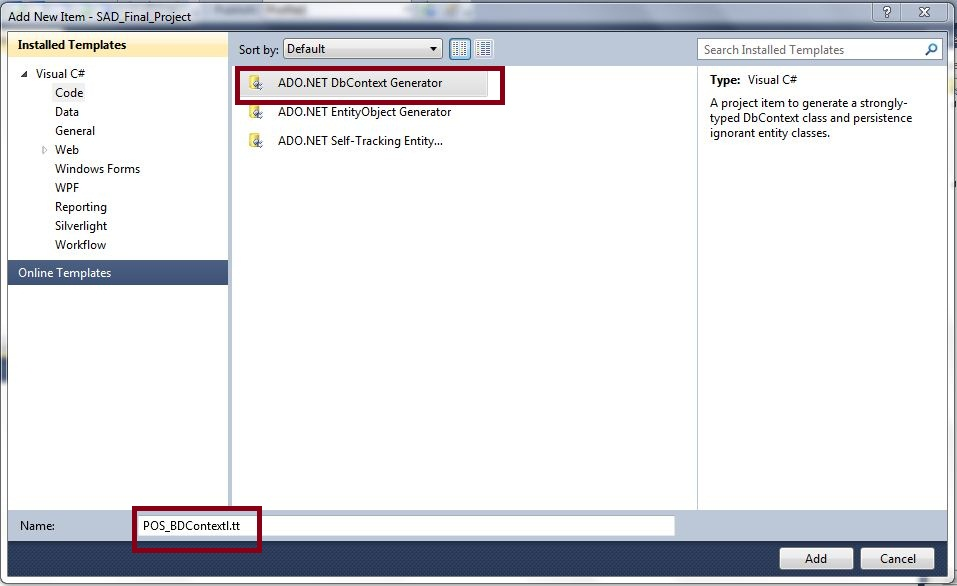 Add New Item - SAD_Final_Project
Installed Templates
Visual C#
Code
Data
General
Web
Windows Forms
WPF
Reporting
Silverlight
Workflow
Online Templates
Sort by: Default
ADO.NET DbContext Generator
ADO.NET EntityObject Generator
ADO.NET Self-Tracking Entity...
Search Installed Templates
Type: Visual C#
A project item to generate a strongly-
typed DbContext class and persistence
ignorant entity classes.
Name: POS_BDContextl.tt
Add Cancel